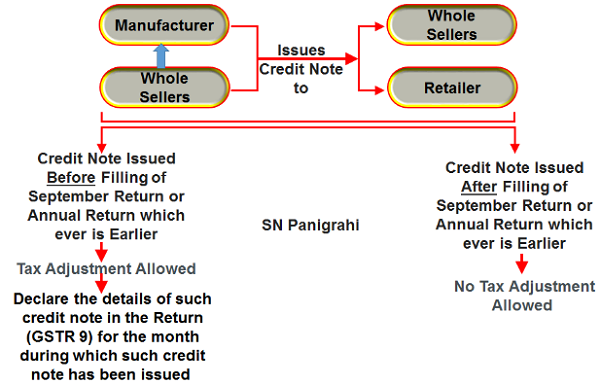 Manufacturer
Whole
Sellers
Issues
Credit Note
to
Whole
Sellers
Retailer
Credit Note Issued
Before Filling of
September Return or
Annual Return which
ever is Earlier
Tax Adjustment Allowed
Declare the details of such
credit note in the Return
(GSTR 9) for the month
during which such credit
note has been issued
SN Panigrahi
Credit Note Issued
After Filling of
September Return or
Annual Return which
ever is Earlier
No Tax Adjustment
Allowed